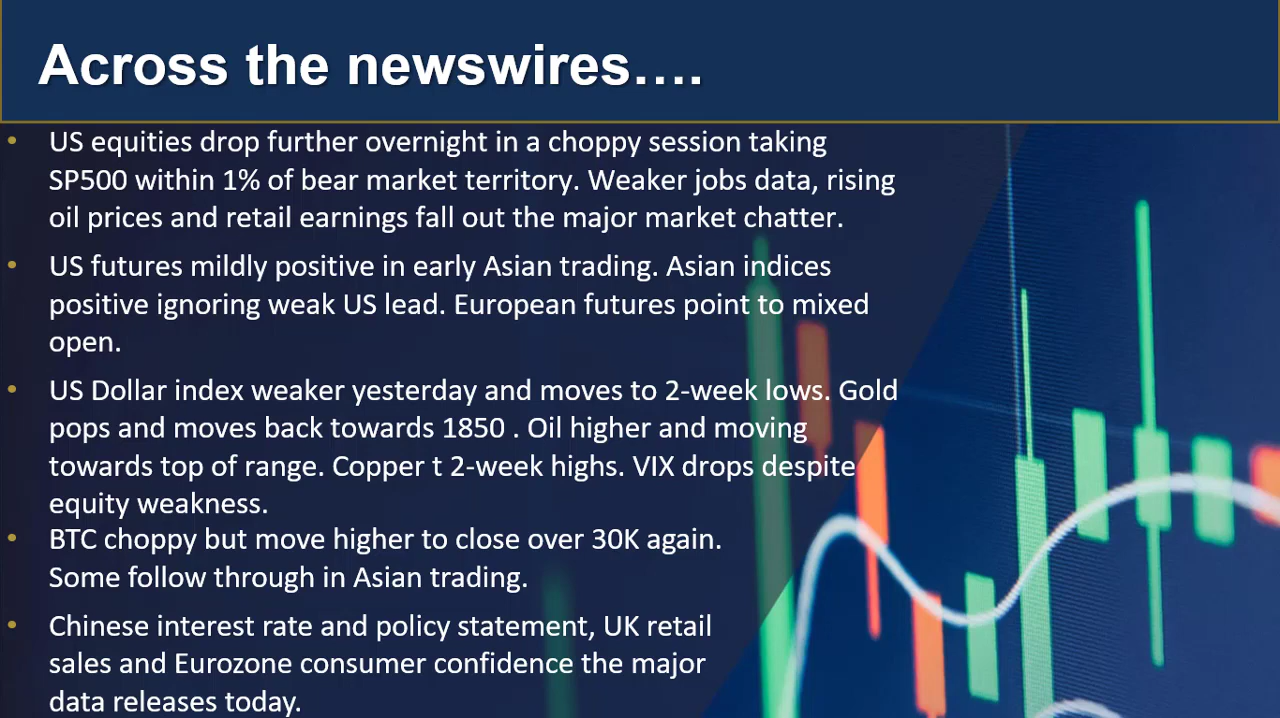 Across the newswires….
• US equities drop further overnight in a choppy session taking
SP500 within 1% of bear market territory. Weaker jobs data, rising
oil prices and retail earnings fall out the major market chatter.
• US futures mildly positive in early Asian trading. Asian indices
positive ignoring weak US lead. European futures point to mixed
open.
• US Dollar index weaker yesterday and moves to 2-week lows. Gold
pops and moves back towards 1850 . Oil higher and moving
towards top of range. Copper t 2-week highs. VIX drops despite
equity weakness.
• BTC choppy but move higher to close over 30K again.
Some follow through in Asian trading.
• Chinese interest rate and policy statement, UK retail
sales and Eurozone consumer confidence the major
data releases today.